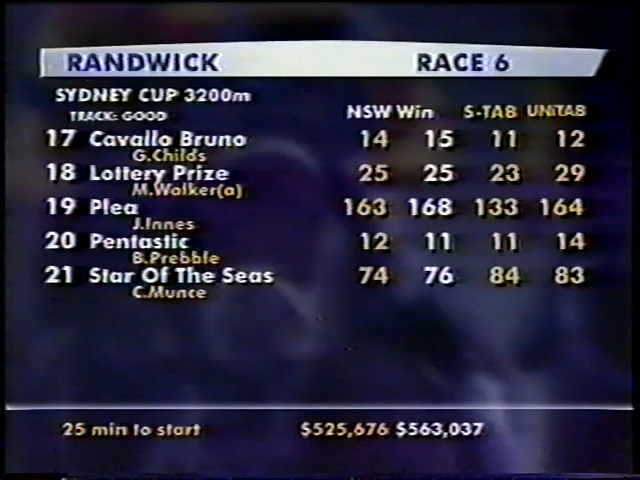 RANDWICK RACE 6
SYDNEY CUP 3200m
TRACK: GOOD NSW Win S-TAB UNiTAB
17 Cavallo Bruno 14 15 11 12
G.Childs
18 Lottery Prize 25 25 23 29
M.Walker(a)
19 Plea 163 168 133 164
J.Innes
20 Pentastic 12 11 11 14
B.Prebble
21 Star Of The Seas 74 76 84 83
C.Munce
25 min to start $525,676 $563,037